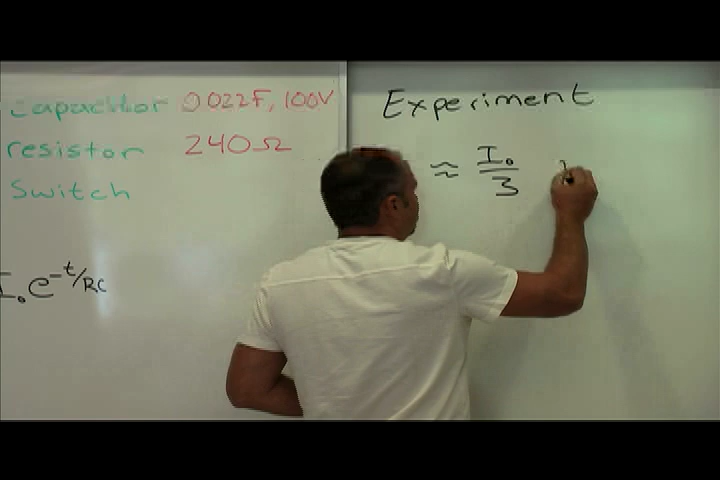 capacitor 0.022F, 100V
resistor 240Ω
Switch
I₀e^-t/RC
Experiment
≈ I₀/3